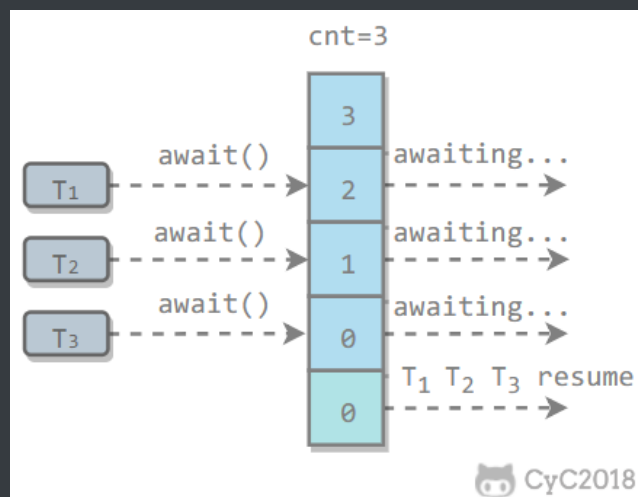 cnt=3
3
await() awaiting...
T1 2
await() awaiting...
T2 1
await() awaiting...
T3 0
T1 T2 T3 resume
0
CyC2018